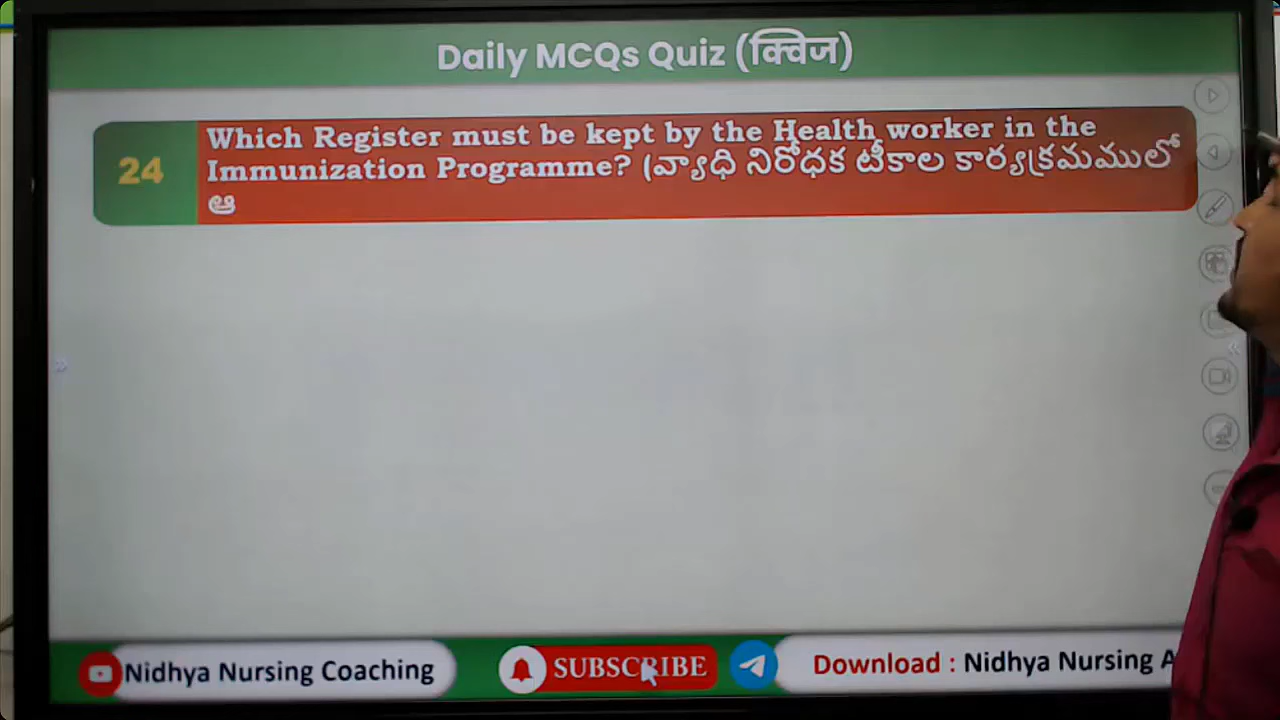 Daily MCQs Quiz (क्विज)
24
Which Register must be kept by the Health worker in the
Immunization Programme? (వ్యాధి నిరోధక టీకాల కార్యక్రమములో
ఆ
Nidhya Nursing Coaching
SUBSCRIBE
Download : Nidhya Nursing A